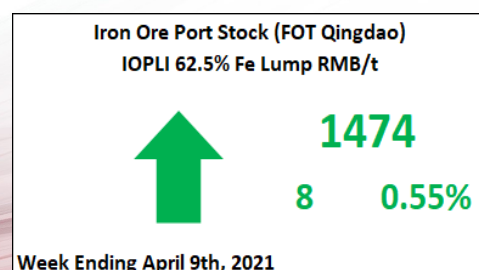 Iron Ore Port Stock (FOT Qingdao)
IOPLI 62.5% Fe Lump RMB/t
1474
8 0.55%
Week Ending April 9th, 2021